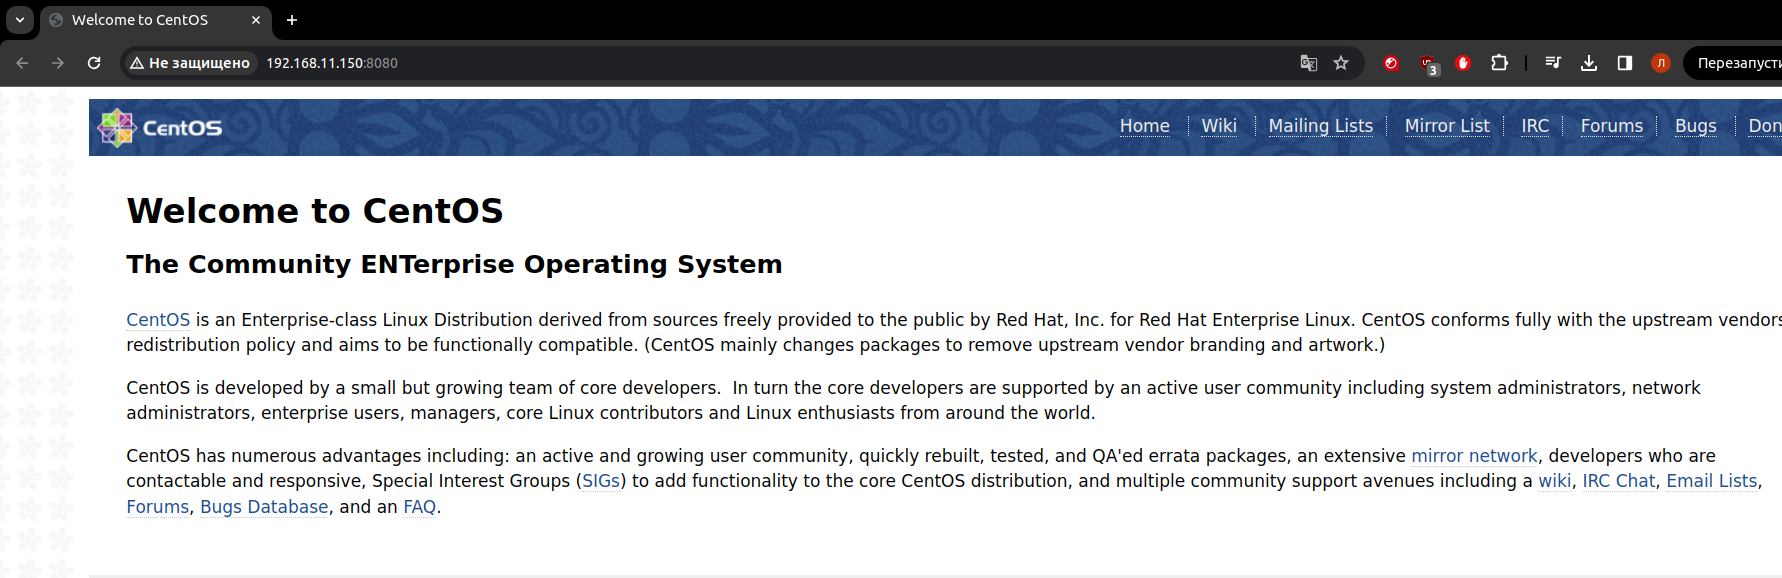 Welcome to CentOS
Не защищено 192.168.11.150:8080
3
Л
CentOS Home Wiki Mailing Lists Mirror List IRC Forums Bugs
Welcome to CentOS
The Community ENTerprise Operating System
CentOS is an Enterprise-class Linux Distribution derived from sources freely provided to the public by Red Hat, Inc. for Red Hat Enterprise Linux. CentOS conforms fully with the upstream vendors
redistribution policy and aims to be functionally compatible. (CentOS mainly changes packages to remove upstream vendor branding and artwork.)
CentOS is developed by a small but growing team of core developers.  In turn the core developers are supported by an active user community including system administrators, network
administrators, enterprise users, managers, core Linux contributors and Linux enthusiasts from around the world.
CentOS has numerous advantages including: an active and growing user community, quickly rebuilt, tested, and QA'ed errata packages, an extensive mirror network, developers who are
contactable and responsive, Special Interest Groups (SIGs) to add functionality to the core CentOS distribution, and multiple community support avenues including a wiki, IRC Chat, Email Lists,
Forums, Bugs Database, and an FAQ.